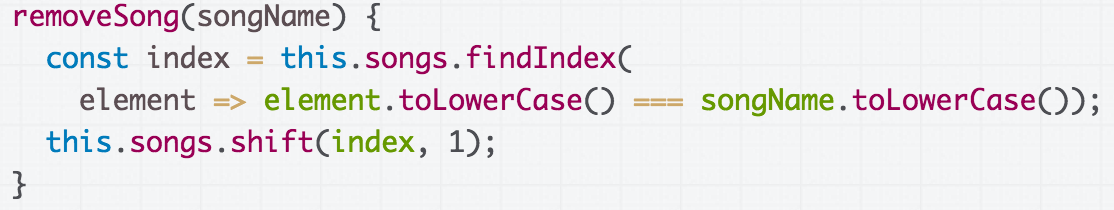 removeSong(songName) {
  const index = this.songs.findIndex(
    element => element.toLowerCase() === songName.toLowerCase());
  this.songs.shift(index, 1);
}